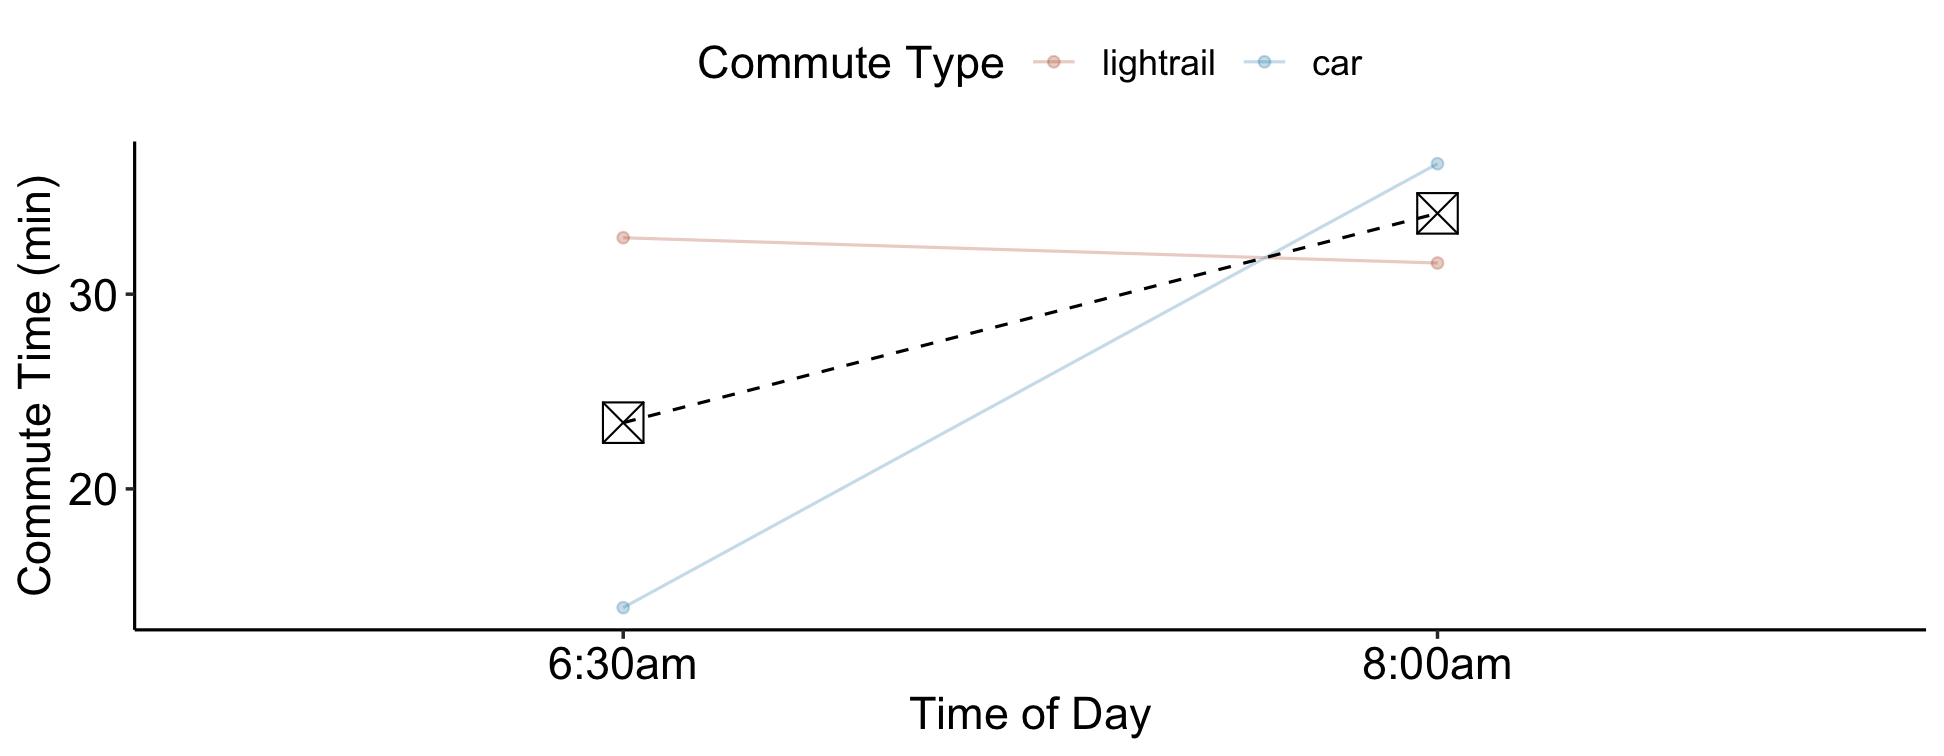 Commute Type lightrail car
Commute Time (min)
30
20
6:30am 8:00am
Time of Day